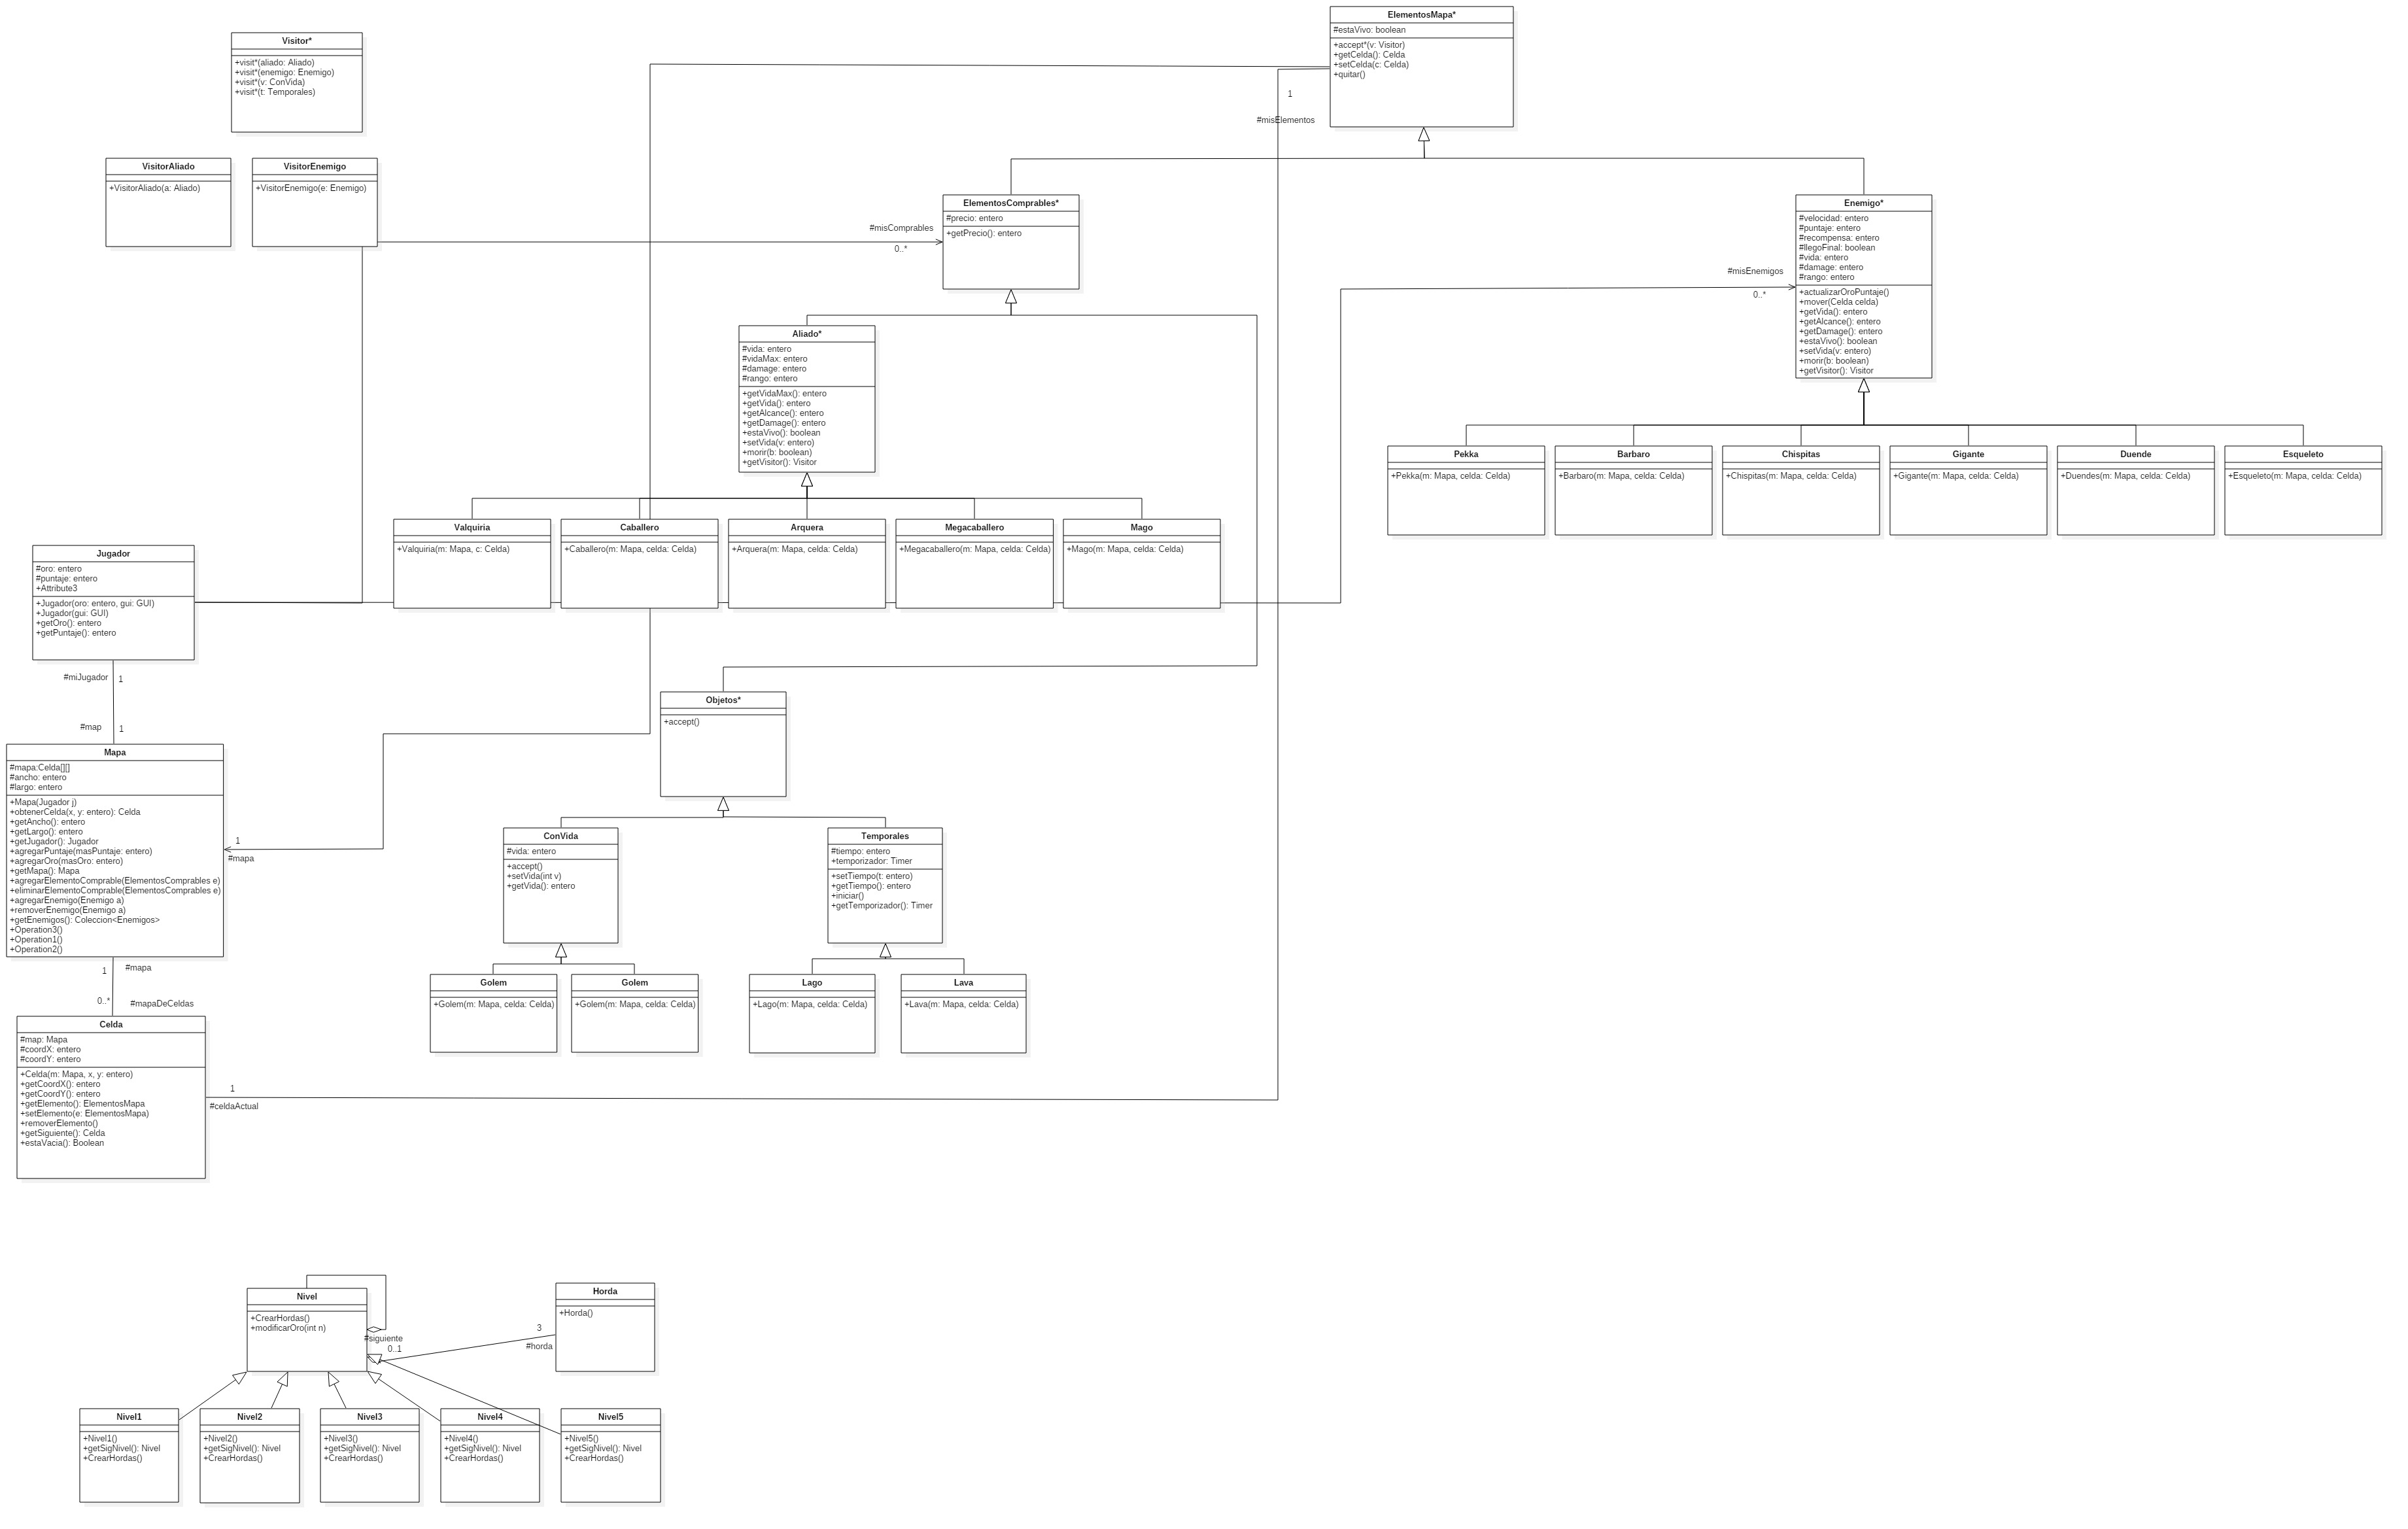 ElementosMapa*
#estaVivo: boolean
+accept*(v: Visitor)
+getCelda(): Celda
+setCelda(c: Celda)
+quitar()
Visitor*
+visit*(aliado: Aliado)
+visit*(enemigo: Enemigo)
+visit*(v: ConVida)
+visit*(t: Temporales)
1
#misElementos
VisitorAliado
+VisitorAliado(a: Aliado)
VisitorEnemigo
+VisitorEnemigo(e: Enemigo)
#misComprables
0..*
ElementosComprables*
#precio: entero
+getPrecio(): entero
#misEnemigos
0..*
Enemigo*
#velocidad: entero
#puntaje: entero
#recompensa: entero
#llegoFinal: boolean
#vida: entero
#damage: entero
#rango: entero
+actualizarOroPuntaje()
+mover(Celda celda)
+getVida(): entero
+getAlcance(): entero
+getDamage(): entero
+estaVivo(): boolean
+setVida(v: entero)
+morir(b: boolean)
+getVisitor(): Visitor
Aliado*
#vida: entero
#vidaMax: entero
#damage: entero
#rango: entero
+getVidaMax(): entero
+getVida(): entero
+getAlcance(): entero
+getDamage(): entero
+estaVivo(): boolean
+setVida(v: entero)
+morir(b: boolean)
+getVisitor(): Visitor
Pekka
+Pekka(m: Mapa, celda: Celda)
Barbaro
+Barbaro(m: Mapa, celda: Celda)
Chispitas
+Chispitas(m: Mapa, celda: Celda)
Gigante
+Gigante(m: Mapa, celda: Celda)
Duende
+Duendes(m: Mapa, celda: Celda)
Esqueleto
+Esqueleto(m: Mapa, celda: Celda)
Valquiria
+Valquiria(m: Mapa, c: Celda)
Caballero
+Caballero(m: Mapa, celda: Celda)
Arquera
+Arquera(m: Mapa, celda: Celda)
Megacaballero
+Megacaballero(m: Mapa, celda: Celda)
Mago
+Mago(m: Mapa, celda: Celda)
Jugador
#oro: entero
#puntaje: entero
+Attribute3
+Jugador(oro: entero, gui: GUI)
+Jugador(gui: GUI)
+getOro(): entero
+getPuntaje(): entero
#miJugador
1
#map
1
Objetos*
+accept()
Mapa
#mapa:Celda[][]
#ancho: entero
#largo: entero
+Mapa(Jugador j)
+obtenerCelda(x, y: entero): Celda
+getAncho(): entero
+getLargo(): entero
+getJugador(): Jugador
+agregarPuntaje(masPuntaje: entero)
+agregarOro(masOro: entero)
+getMapa(): Mapa
+agregarElementoComprable(ElementosComprables e)
+eliminarElementoComprable(ElementosComprables e)
+agregarEnemigo(Enemigo a)
+removerEnemigo(Enemigo a)
+getEnemigos(): Coleccion<Enemigos>
+Operation3()
+Operation1()
+Operation2()
1
#mapa
ConVida
#vida: entero
+accept()
+setVida(int v)
+getVida(): entero
Temporales
#tiempo: entero
+temporizador: Timer
+setTiempo(t: entero)
+getTiempo(): entero
+iniciar()
+getTemporizador(): Timer
1
#mapa
0..*
#mapaDeCeldas
Golem
+Golem(m: Mapa, celda: Celda)
Golem
+Golem(m: Mapa, celda: Celda)
Lago
+Lago(m: Mapa, celda: Celda)
Lava
+Lava(m: Mapa, celda: Celda)
Celda
#map: Mapa
#coordX: entero
#coordY: entero
+Celda(m: Mapa, x, y: entero)
+getCoordX(): entero
+getCoordY(): entero
+getElemento(): ElementosMapa
+setElemento(e: ElementosMapa)
+removerElemento()
+getSiguiente(): Celda
+estaVacia(): Boolean
1
#celdaActual
Nivel
+CrearHordas()
+modificarOro(int n)
#siguiente
0..1
3
#horda
Horda
+Horda()
Nivel1
+Nivel1()
+getSigNivel(): Nivel
+CrearHordas()
Nivel2
+Nivel2()
+getSigNivel(): Nivel
+CrearHordas()
Nivel3
+Nivel3()
+getSigNivel(): Nivel
+CrearHordas()
Nivel4
+Nivel4()
+getSigNivel(): Nivel
+CrearHordas()
Nivel5
+Nivel5()
+getSigNivel(): Nivel
+CrearHordas()